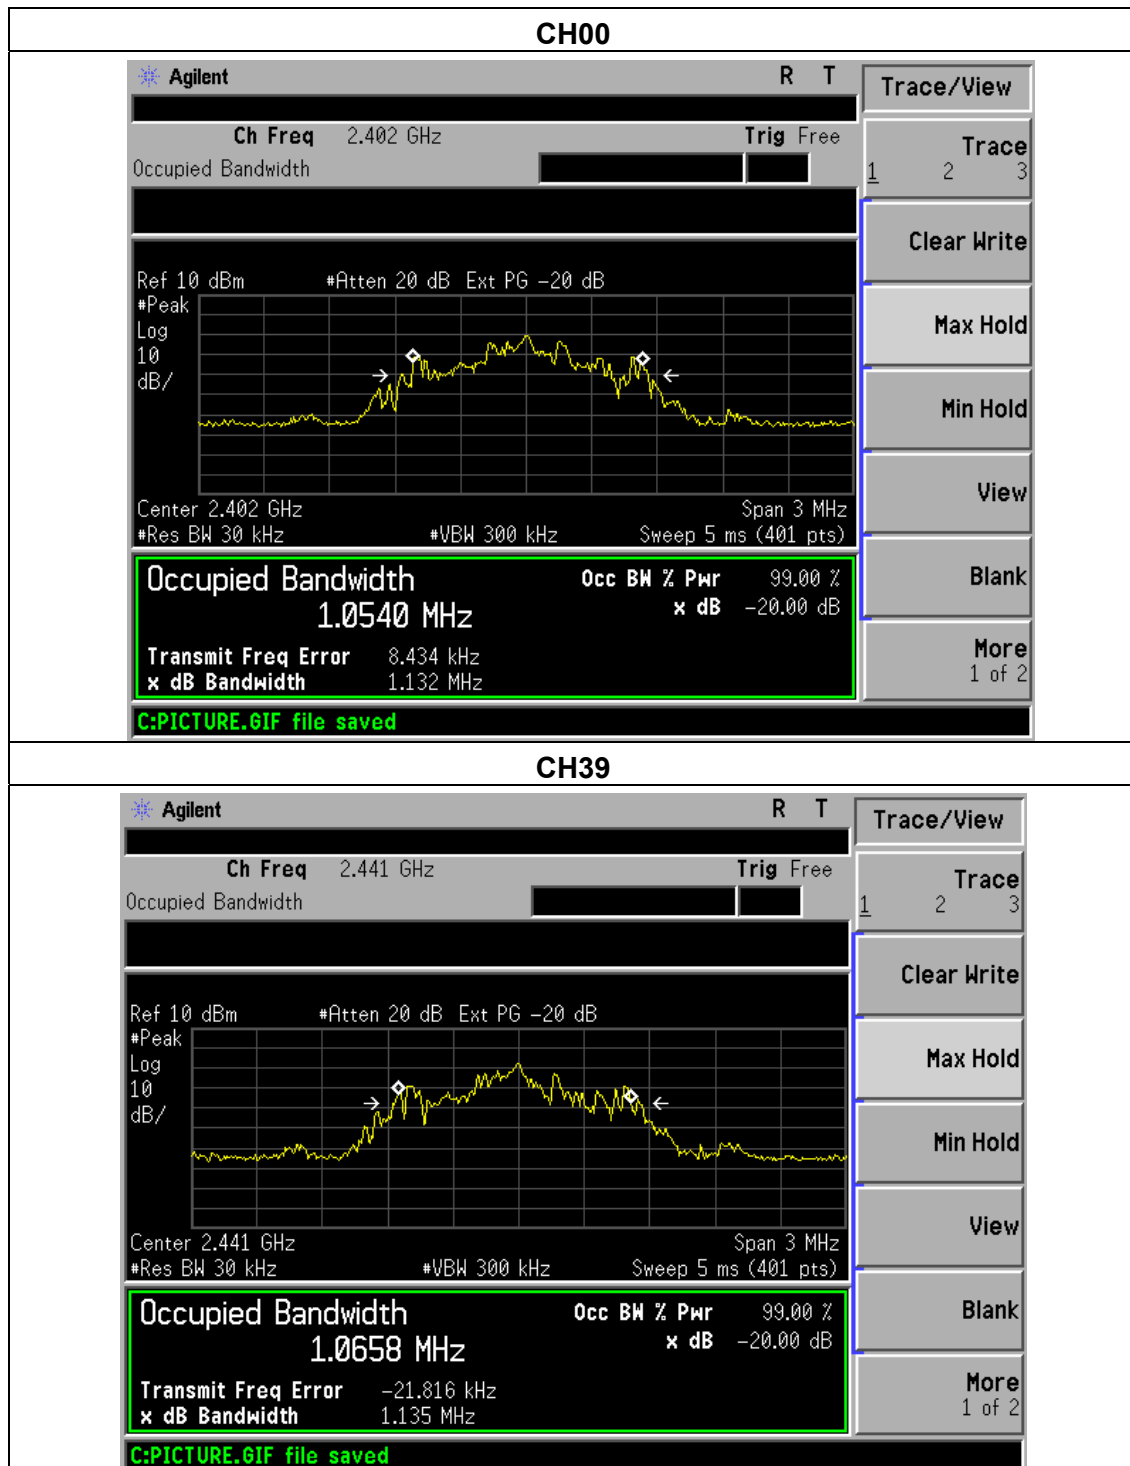 CH00
Agilent R T
Trace/View
Ch Freq 2.402 GHz Trig Free
Occupied Bandwidth
Trace
1 2 3
Clear Write
Ref 10 dBm #Atten 20 dB Ext PG -20 dB
#Peak
Log
10
dB/
Max Hold
Min Hold
View
Center 2.402 GHz Span 3 MHz
#Res BW 30 kHz #VBW 300 kHz Sweep 5 ms (401 pts)
Occupied Bandwidth Occ BW % Pwr 99.00 %
1.0540 MHz x dB -20.00 dB
Blank
Transmit Freq Error 8.434 kHz
x dB Bandwidth 1.132 MHz
More
1 of 2
C:PICTURE.GIF file saved
CH39
Agilent R T
Trace/View
Ch Freq 2.441 GHz Trig Free
Occupied Bandwidth
Trace
1 2 3
Clear Write
Ref 10 dBm #Atten 20 dB Ext PG -20 dB
#Peak
Log
10
dB/
Max Hold
Min Hold
View
Center 2.441 GHz Span 3 MHz
#Res BW 30 kHz #VBW 300 kHz Sweep 5 ms (401 pts)
Occupied Bandwidth Occ BW % Pwr 99.00 %
1.0658 MHz x dB -20.00 dB
Blank
Transmit Freq Error -21.816 kHz
x dB Bandwidth 1.135 MHz
More
1 of 2
C:PICTURE.GIF file saved